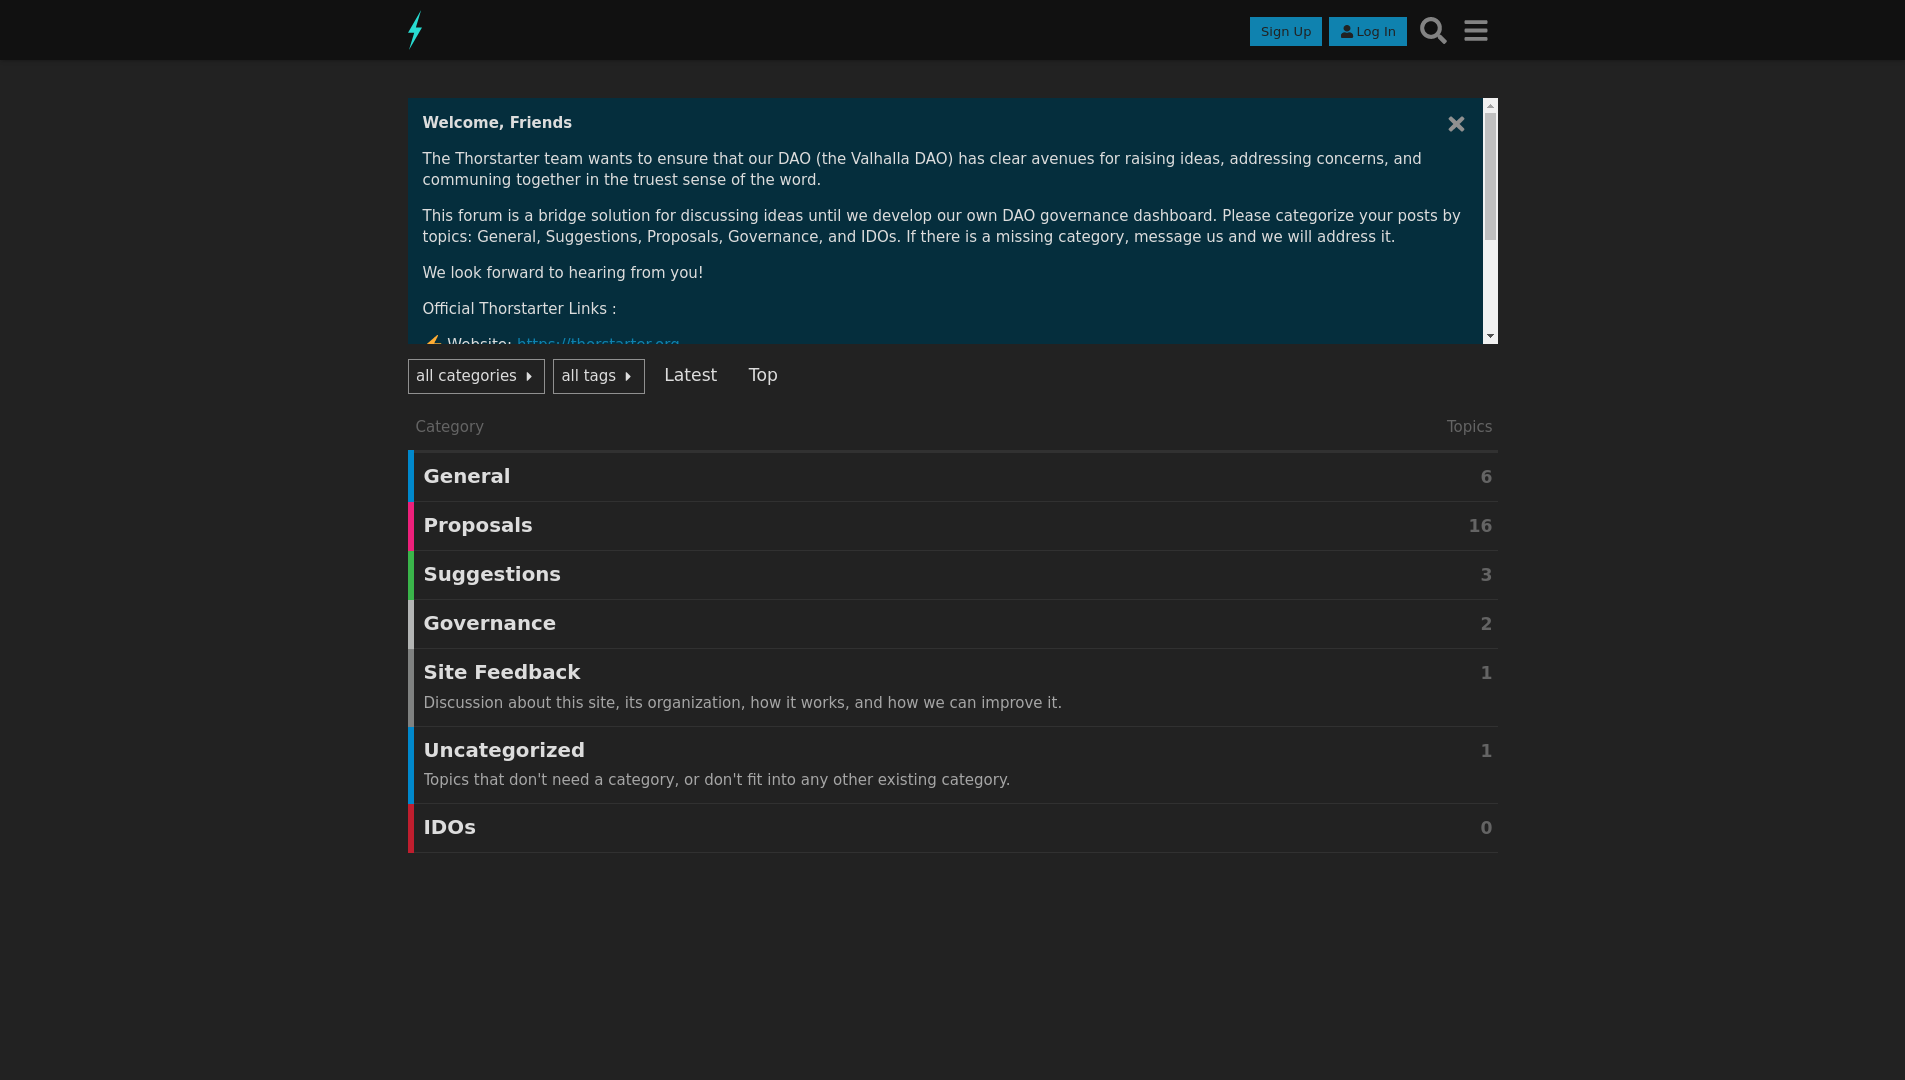 Sign Up
Log In
Welcome, Friends
The Thorstarter team wants to ensure that our DAO (the Valhalla DAO) has clear avenues for raising ideas, addressing concerns, and
communing together in the truest sense of the word.
This forum is a bridge solution for discussing ideas until we develop our own DAO governance dashboard. Please categorize your posts by
topics: General, Suggestions, Proposals, Governance, and IDOs. If there is a missing category, message us and we will address it.
We look forward to hearing from you!
Official Thorstarter Links :
⚡ Website: https://thorstarter.org
all categories
all tags
Latest
Top
Category Topics
General 6
Proposals 16
Suggestions 3
Governance 2
Site Feedback 1
Discussion about this site, its organization, how it works, and how we can improve it.
Uncategorized 1
Topics that don't need a category, or don't fit into any other existing category.
IDOs 0